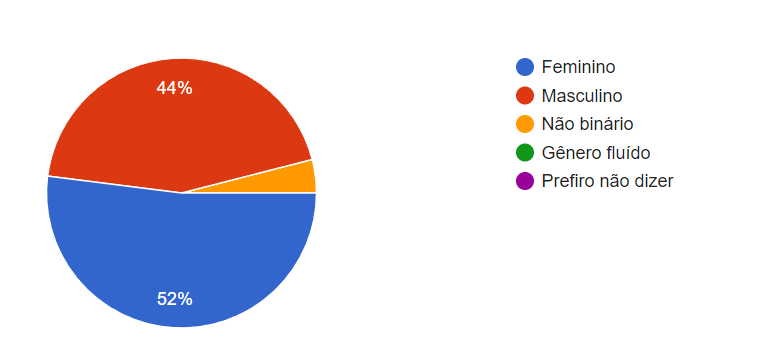 44%
52%
Feminino
Masculino
Não binário
Gênero fluído
Prefiro não dizer